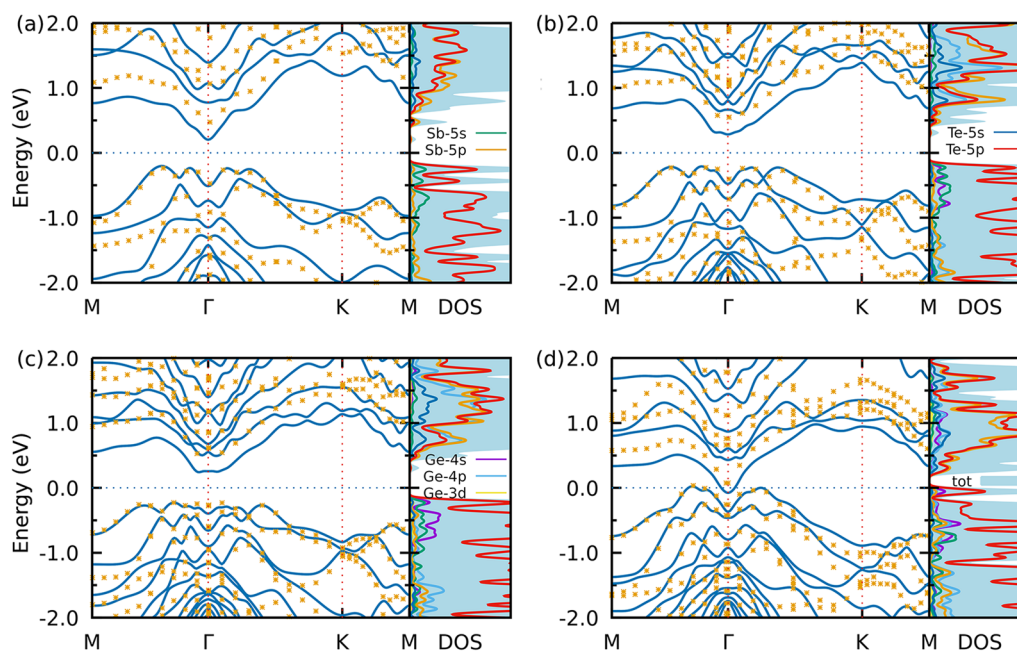 (a)
2.0
1.0
0.0
-1.0
-2.0
Energy (eV)
M Γ K M DOS
Sb-5s
Sb-5p
(b)
2.0
1.0
0.0
-1.0
-2.0
M Γ K M DOS
Te-5s
Te-5p
(c)
2.0
1.0
0.0
-1.0
-2.0
Energy (eV)
M Γ K M DOS
Ge-4s
Ge-4p
Ge-3d
(d)
2.0
1.0
0.0
-1.0
-2.0
M Γ K M DOS
tot